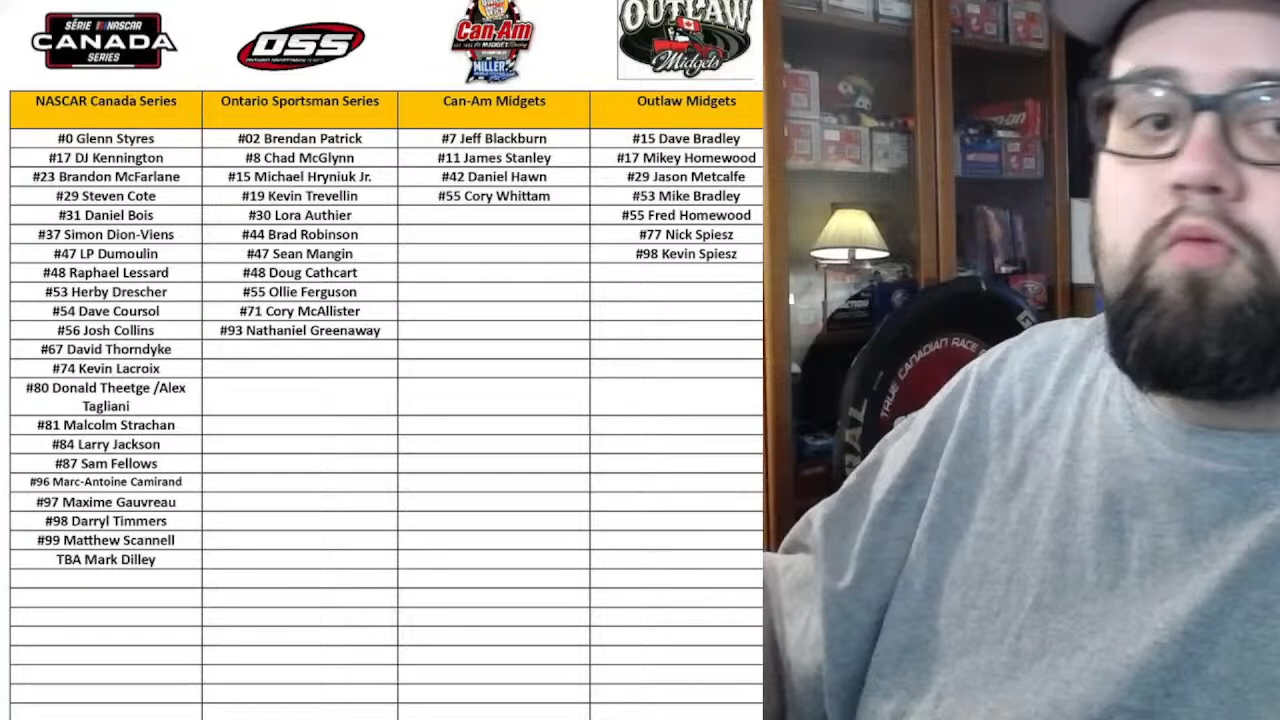 SÉRIE NASCAR
CANADA
SERIES
OSS
Can-Am
MIDGET
MILLER
OUTLAW
Midgets
NASCAR Canada Series
Ontario Sportsman Series
Can-Am Midgets
Outlaw Midgets
#0 Glenn Styres
#02 Brendan Patrick
#7 Jeff Blackburn
#15 Dave Bradley
#17 DJ Kennington
#8 Chad McGlynn
#11 James Stanley
#17 Mikey Homewood
#23 Brandon McFarlane
#15 Michael Hryniuk Jr.
#42 Daniel Hawn
#29 Jason Metcalfe
#29 Steven Cote
#19 Kevin Trevellin
#55 Cory Whittam
#53 Mike Bradley
#31 Daniel Bois
#30 Lora Authier
#55 Fred Homewood
#37 Simon Dion-Viens
#44 Brad Robinson
#77 Nick Spiesz
#47 LP Dumoulin
#47 Sean Mangin
#98 Kevin Spiesz
#48 Raphael Lessard
#48 Doug Cathcart
#53 Herby Drescher
#55 Ollie Ferguson
#54 Dave Coursol
#71 Cory McAllister
#56 Josh Collins
#93 Nathaniel Greenaway
#67 David Thorndyke
#74 Kevin Lacroix
#80 Donald Theetge /Alex
Tagliani
#81 Malcolm Strachan
#84 Larry Jackson
#87 Sam Fellows
#96 Marc-Antoine Camirand
#97 Maxime Gauvreau
#98 Darryl Timmers
#99 Matthew Scannell
TBA Mark Dilley
TRUE CANADIAN RACE